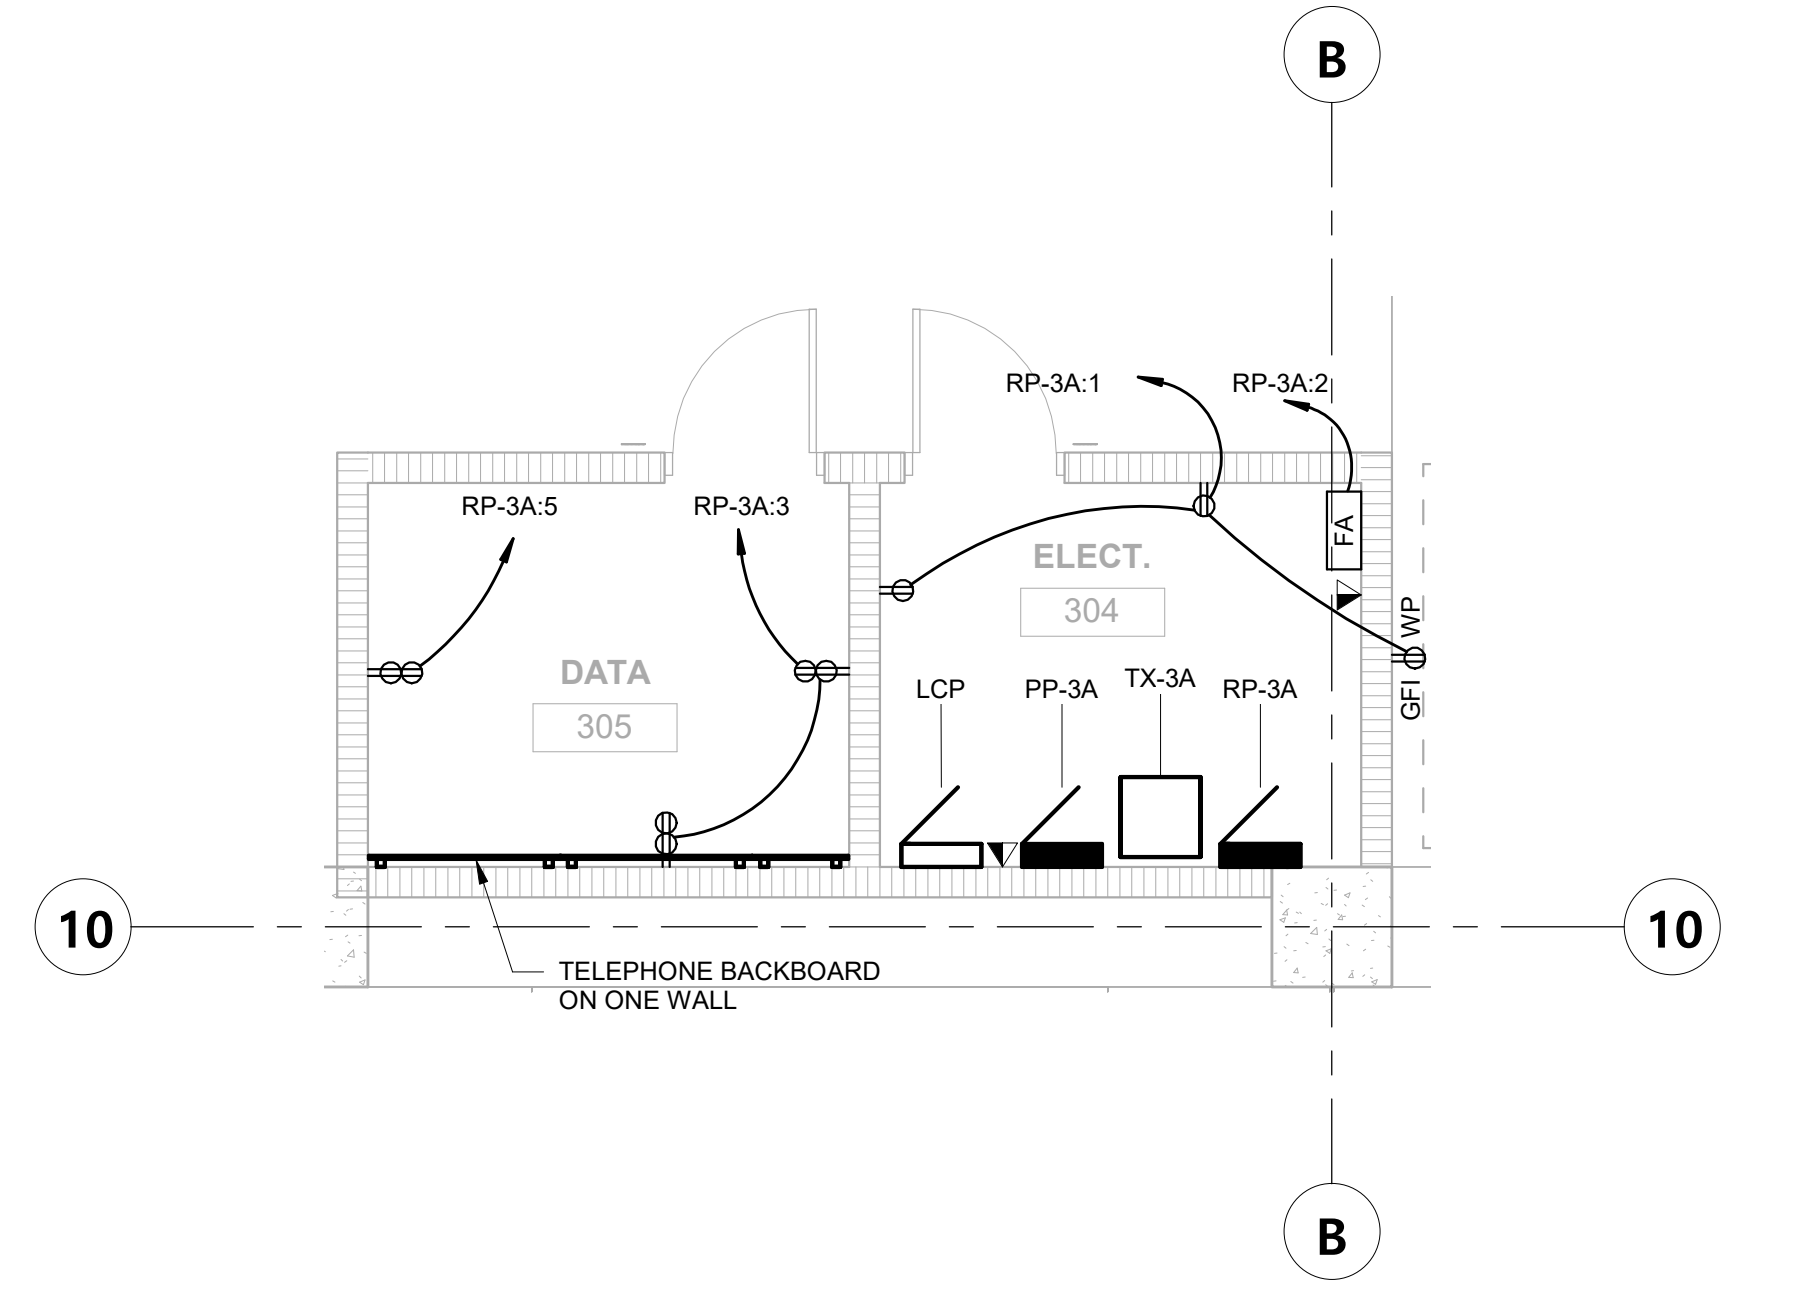 B
RP-3A:1
RP-3A:2
RP-3A:5
RP-3A:3
FA
ELECT.
304
GFI WP
DATA
305
LCP
PP-3A
TX-3A
RP-3A
10
10
TELEPHONE BACKBOARD
ON ONE WALL
B